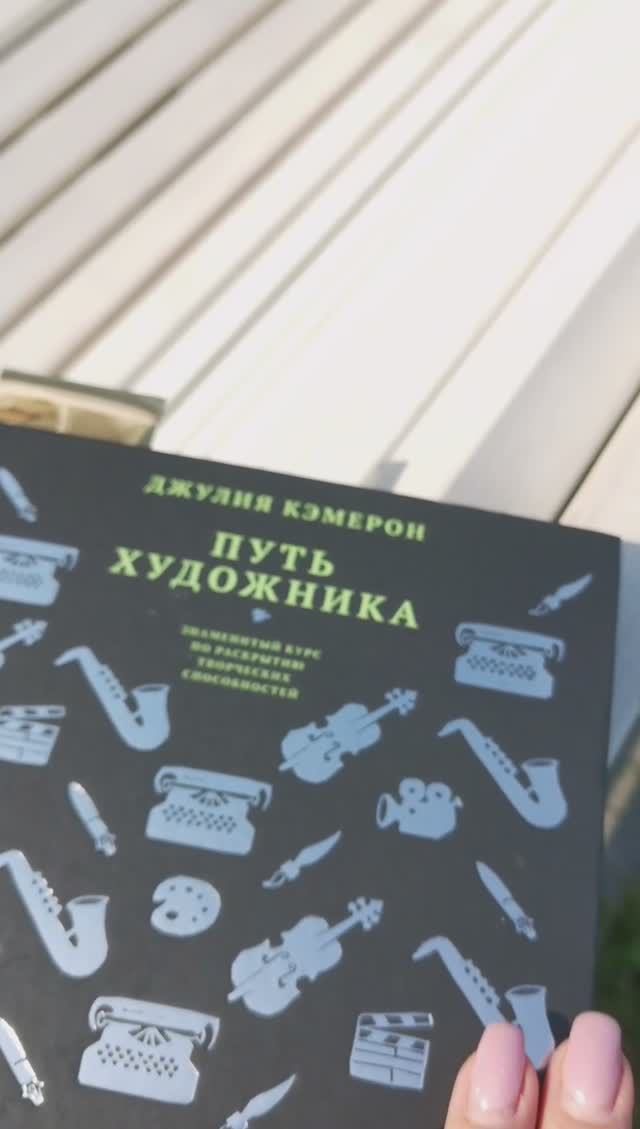 ДЖУЛИЯ КЭМЕРОН
ПУТЬ
ХУДОЖНИКА
ЗНАМЕНИТЫЙ КУРС
ПО РАСКРЫТИЮ
ТВОРЧЕСКИХ
СПОСОБНОСТЕЙ